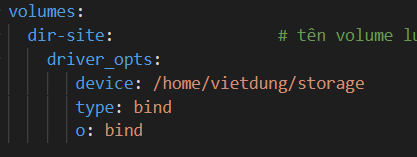 volumes:
dir-site: # tên volume
driver_opts:
device: /home/vietdung/storage
type: bind
o: bind